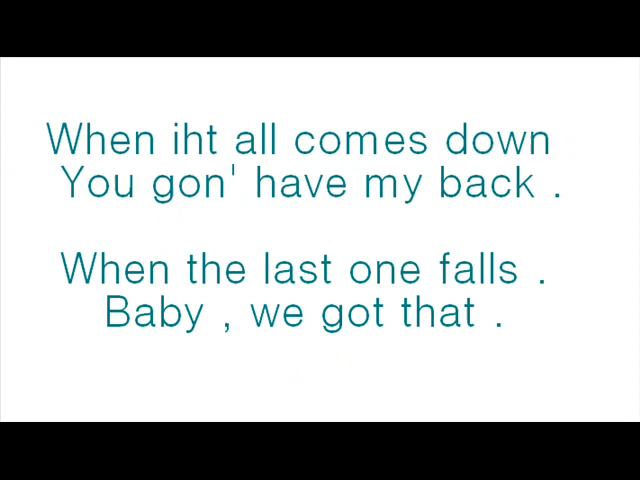 When iht all comes down
You gon' have my back .
When the last one falls .
Baby , we got that .